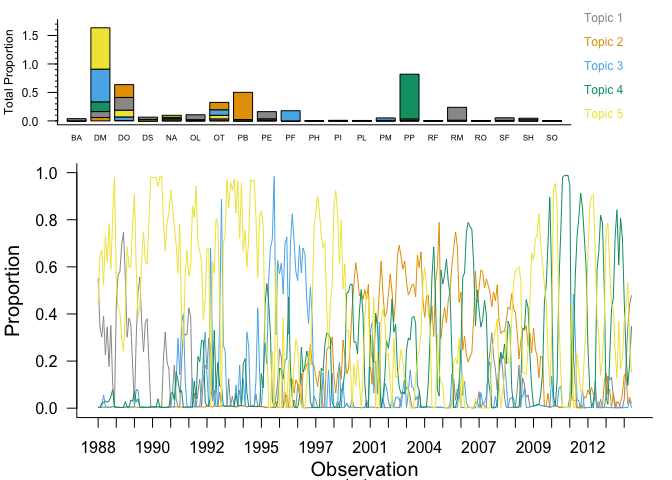 Total Proportion
1.5
1.0
0.5
0.0
BA DM DO DS NA OL OT PB PE PF PH PI PL PM PP RF RM RO SF SH SO
Topic 1
Topic 2
Topic 3
Topic 4
Topic 5
Proportion
1.0
0.8
0.6
0.4
0.2
0.0
1988 1990 1992 1995 1997 2001 2004 2007 2009 2012
Observation